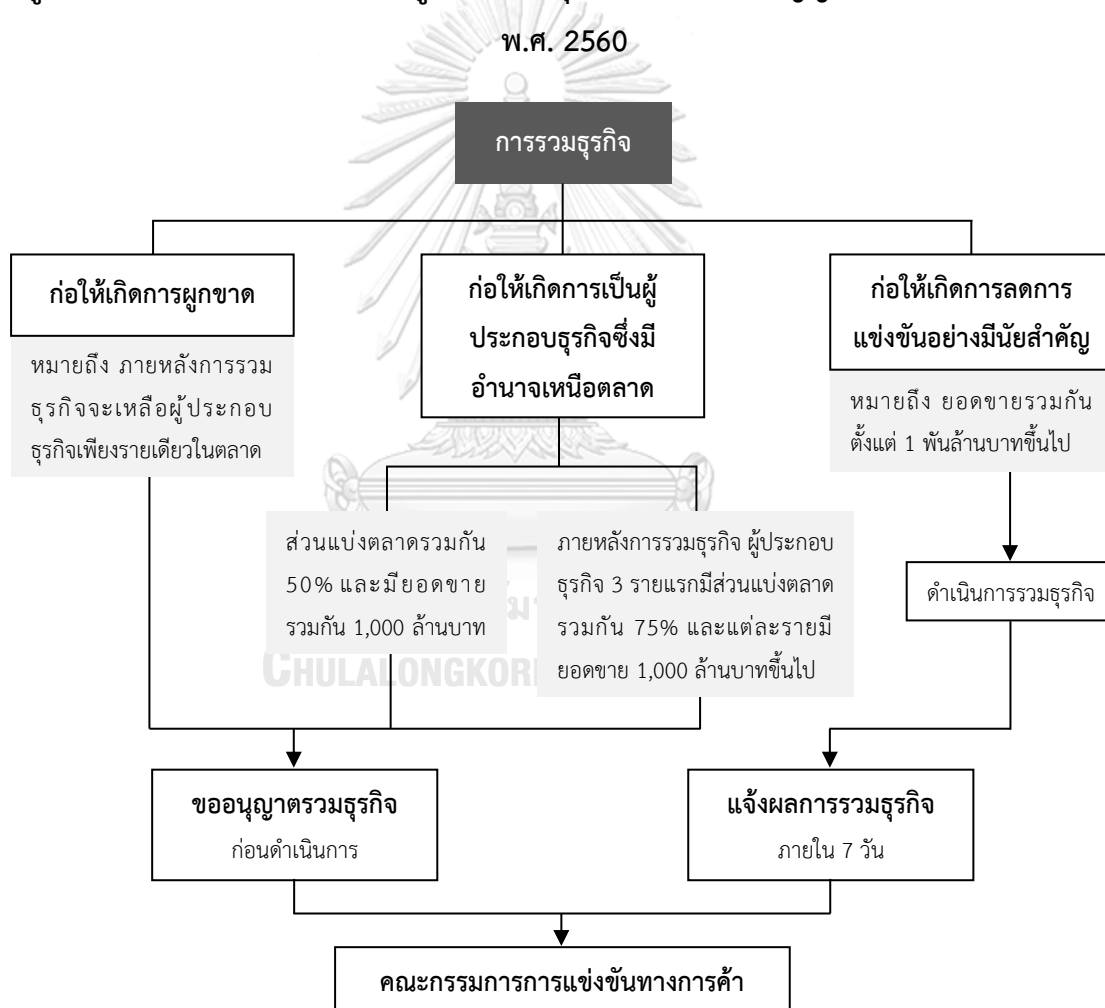 พ.ศ. 2560
การรวมธุรกิจ
ก่อให้เกิดการผูกขาด
หมายถึง ภายหลังการรวม
ธุรกิจจะเหลือผู้ประกอบ
ธุรกิจเพียงรายเดียวในตลาด
ก่อให้เกิดการเป็นผู้
ประกอบธุรกิจซึ่งมี
อำนาจเหนือตลาด
ก่อให้เกิดการลดการ
แข่งขันอย่างมีนัยสำคัญ
หมายถึง ยอดขายรวมกัน
ตั้งแต่ 1 พันล้านบาทขึ้นไป
ส่วนแบ่งตลาดรวมกัน
50% และมียอดขาย
รวมกัน 1,000 ล้านบาท
ภายหลังการรวมธุรกิจ ผู้ประกอบ
ธุรกิจ 3 รายแรกมีส่วนแบ่งตลาด
รวมกัน 75% และแต่ละรายมี
ยอดขาย 1,000 ล้านบาทขึ้นไป
ดำเนินการรวมธุรกิจ
ขออนุญาตรวมธุรกิจ
ก่อนดำเนินการ
แจ้งผลการรวมธุรกิจ
ภายใน 7 วัน
คณะกรรมการการแข่งขันทางการค้า